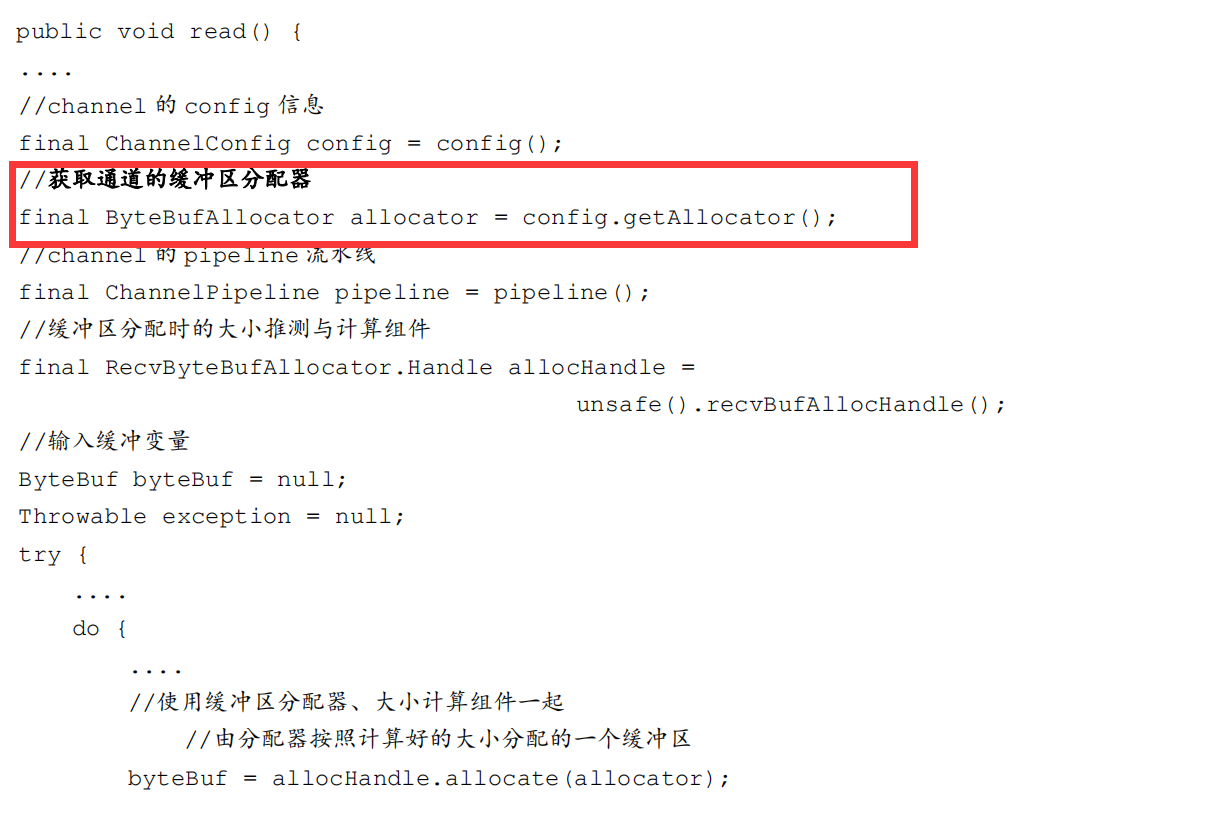 public void read() {
....
//channel 的 config 信息
final ChannelConfig config = config();
//获取通道的缓冲区分配器
final ByteBufAllocator allocator = config.getAllocator();
//channel 的 pipeline 流水线
final ChannelPipeline pipeline = pipeline();
//缓冲区分配时的大小推测与计算组件
final RecvByteBufAllocator.Handle allocHandle =
unsafe().recvBufAllocHandle();
//输入缓冲变量
ByteBuf byteBuf = null;
Throwable exception = null;
try {
....
do {
....
//使用缓冲区分配器、大小计算组件一起
//由分配器按照计算好的大小分配的一个缓冲区
byteBuf = allocHandle.allocate(allocator);